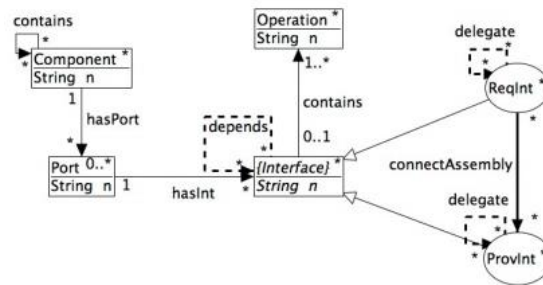 contains
*
*
Component *
String n
1
hasPort
*
Port 0..*
String n
1
hasInt
*
Operation *
String n
1..*
contains
0..1
depends
*
*
{Interface} *
String n
delegate
*
*
ReqInt *
*
connectAssembly
delegate
*
*
*
ProvInt *